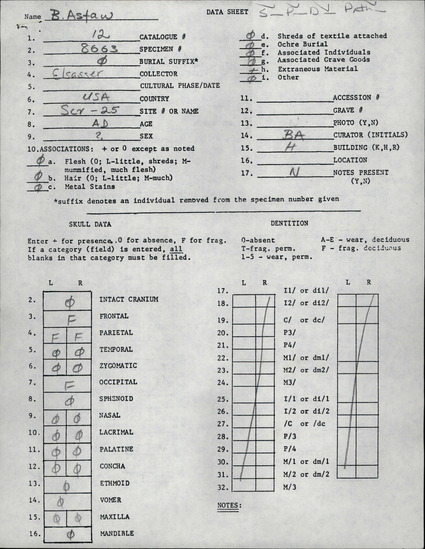 Name B. Asfaw DATA SHEET
1. 12 CATALOGUE #
2. 8663 SPECIMEN #
3. ϕ BURIAL SUFFIX*
4. Elsasser COLLECTOR
5. CULTURAL PHASE/DATE
6. USA COUNTRY
7. Scr-25 SITE # OR NAME
8. AD AGE
9. ? SEX
10. ASSOCIATIONS: + or 0 except as noted
ϕ a. Flesh (0; L-little, shreds; M-
mummified, much flesh)
ϕ b. Hair (0; L-little; M-much)
ϕ c. Metal Stains
ϕ d. Shreds of textile attached
ϕ e. Ochre Burial
ϕ f. Associated Individuals
ϕ g. Associated Grave Goods
+ h. Extraneous Material
ϕ i. Other
11. ACCESSION #
12. GRAVE #
13. PHOTO (Y,N)
14. BA CURATOR (INITIALS)
15. H BUILDING (K,H,R)
16. LOCATION
17. N NOTES PRESENT
(Y,N)
*suffix denotes an individual removed from the specimen number given
SKULL DATA
Enter + for presence, 0 for absence, F for frag.
If a category (field) is entered, all
blanks in that category must be filled.
L R
2. ϕ INTACT CRANIUM
3. F FRONTAL
4. F F PARIETAL
5. ϕ ϕ TEMPORAL
6. ϕ ϕ ZYGOMATIC
7. F OCCIPITAL
8. ϕ SPHENOID
9. ϕ ϕ NASAL
10. ϕ ϕ LACRIMAL
11. ϕ ϕ PALATINE
12. ϕ ϕ CONCHA
13. ϕ ETHMOID
14. ϕ VOMER
15. ϕ ϕ MAXILLA
16. ϕ MANDIBLE
DENTITION
0-absent A-E - wear, deciduous
T-frag. perm. F - frag. deciduous
1-5 - wear, perm.
L R L R
17. I1/ or di1/
18. I2/ or di2/
19. C/ or dc/
20. P3/
21. P4/
22. M1/ or dm1/
23. M2/ or dm2/
24. M3/
25. I/1 or di/1
26. I/2 or di/2
27. /C or /dc
28. P/3
29. P/4
30. M/1 or dm/1
31. M/2 or dm/2
32. M/3
NOTES: